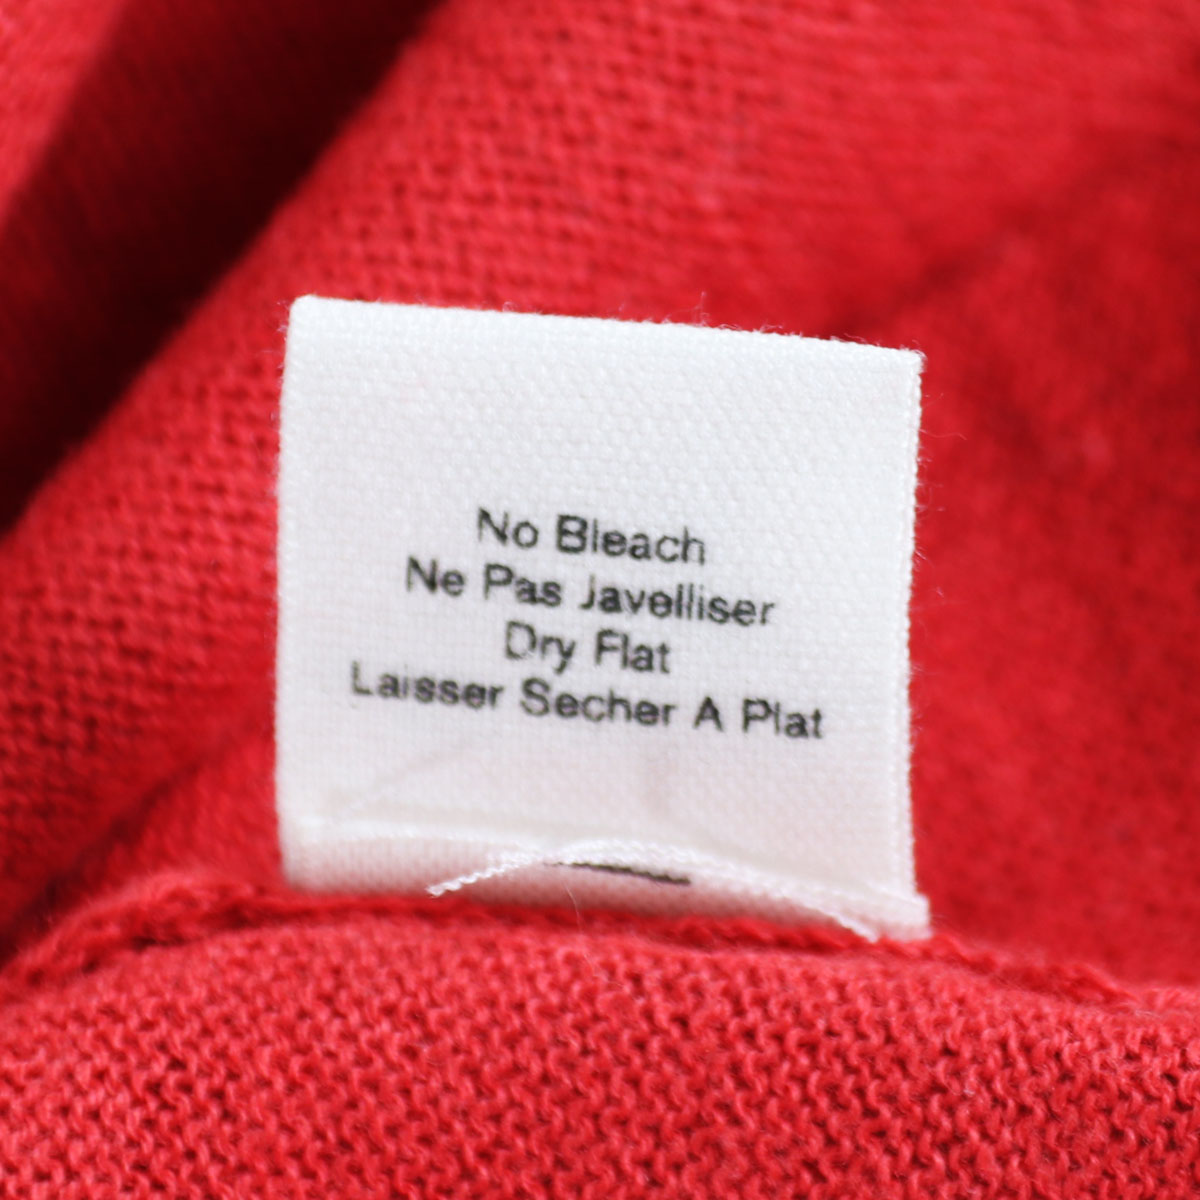 No Bleach
Ne Pas Javelliser
Dry Flat
Laisser Secher A Plat